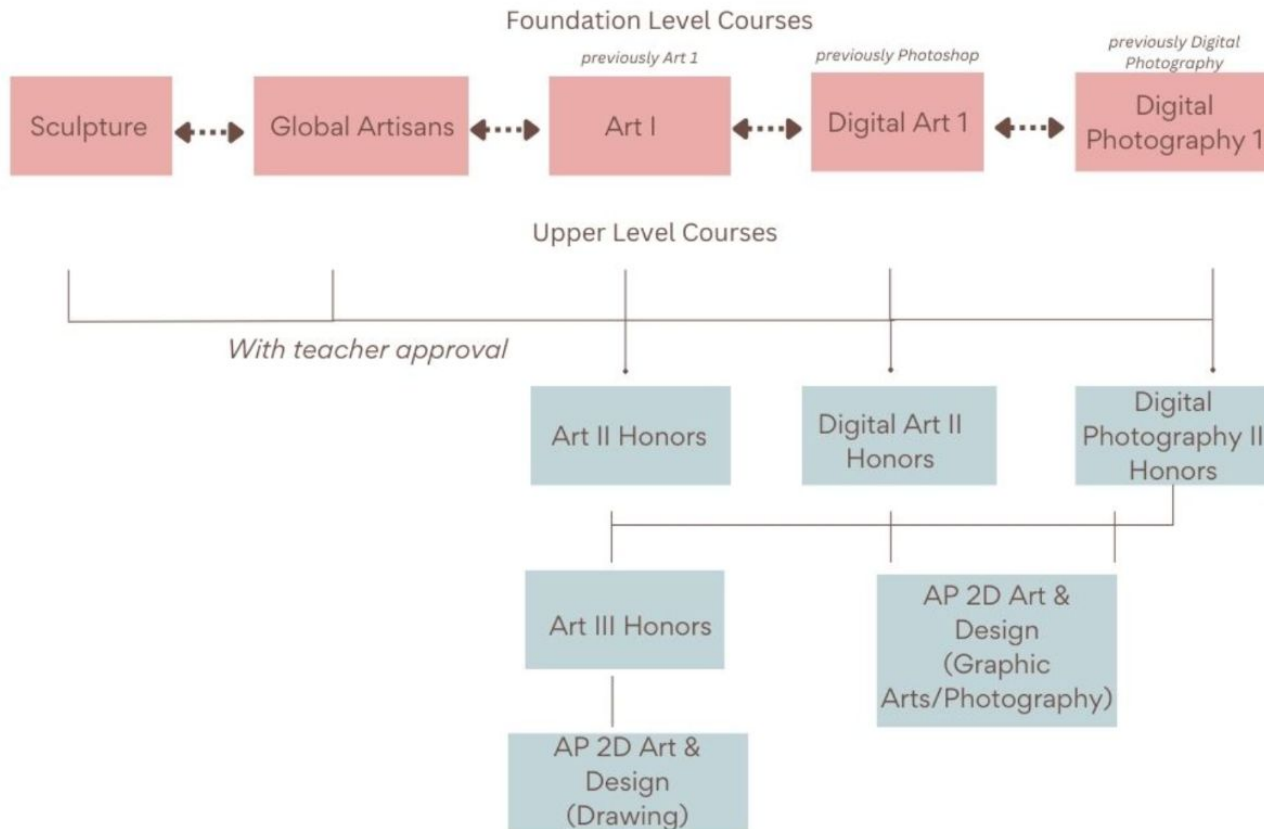 Foundation Level Courses
previously Art 1
previously Photoshop
previously Digital
Photography
Sculpture
Global Artisans
Art I
Digital Art 1
Digital
Photography 1
Upper Level Courses
With teacher approval
Art II Honors
Digital Art II
Honors
Digital
Photography II
Honors
Art III Honors
AP 2D Art &
Design
(Graphic
Arts/Photography)
AP 2D Art &
Design
(Drawing)